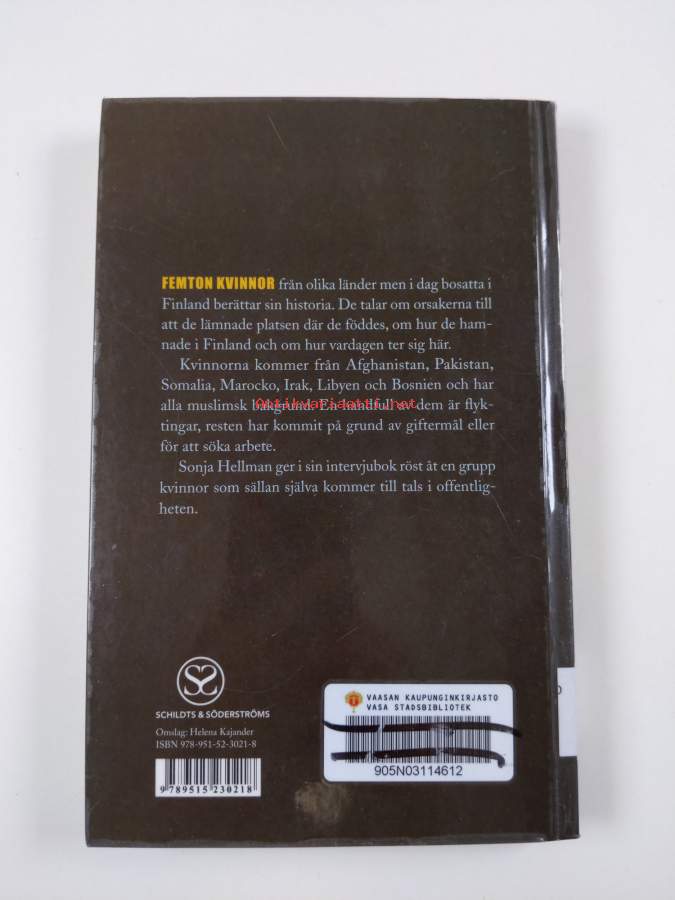 FEMTON KVINNOR från olika länder men i dag bosatta i
Finland berättar sin historia. De talar om orsakerna till
att de lämnade platsen där de föddes, om hur de ham-
nade i Finland och om hur vardagen ter sig här.
Kvinnorna kommer från Afghanistan, Pakistan,
Somalia, Marocko, Irak, Libyen och Bosnien och har
alla muslimsk bakgrund. En handfull av dem är flyk-
Antikvariaatti.net
tingar, resten har kommit på grund av giftermål eller
för att söka arbete.
Sonja Hellman ger i sin intervjubok röst åt en grupp
kvinnor som sällan själva kommer till tals i offentlig-
heten.
SCHILDTS & SÖDERSTRÖMS
Omslag: Helena Kajander
ISBN 978-951-52-3021-8
9 789515 230218
VAASAN KAUPUNGINKIRJASTO
VASA STADSBIBLIOTEK
905N03114612